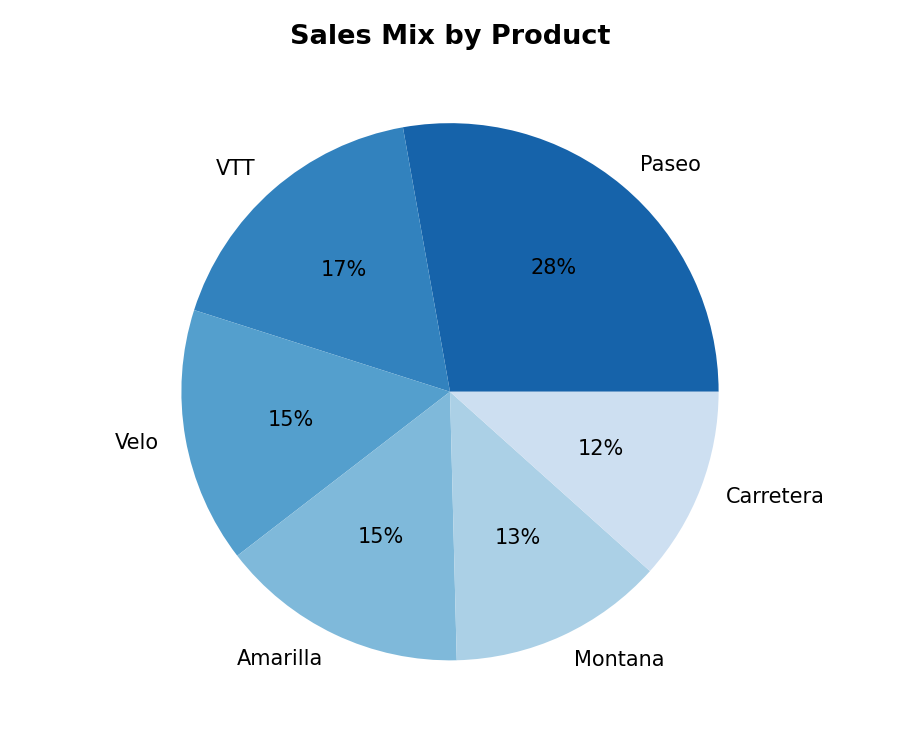 Sales Mix by Product
Paseo
VTT
28%
17%
15%
Velo
12%
Carretera
15%
13%
Amarilla
Montana